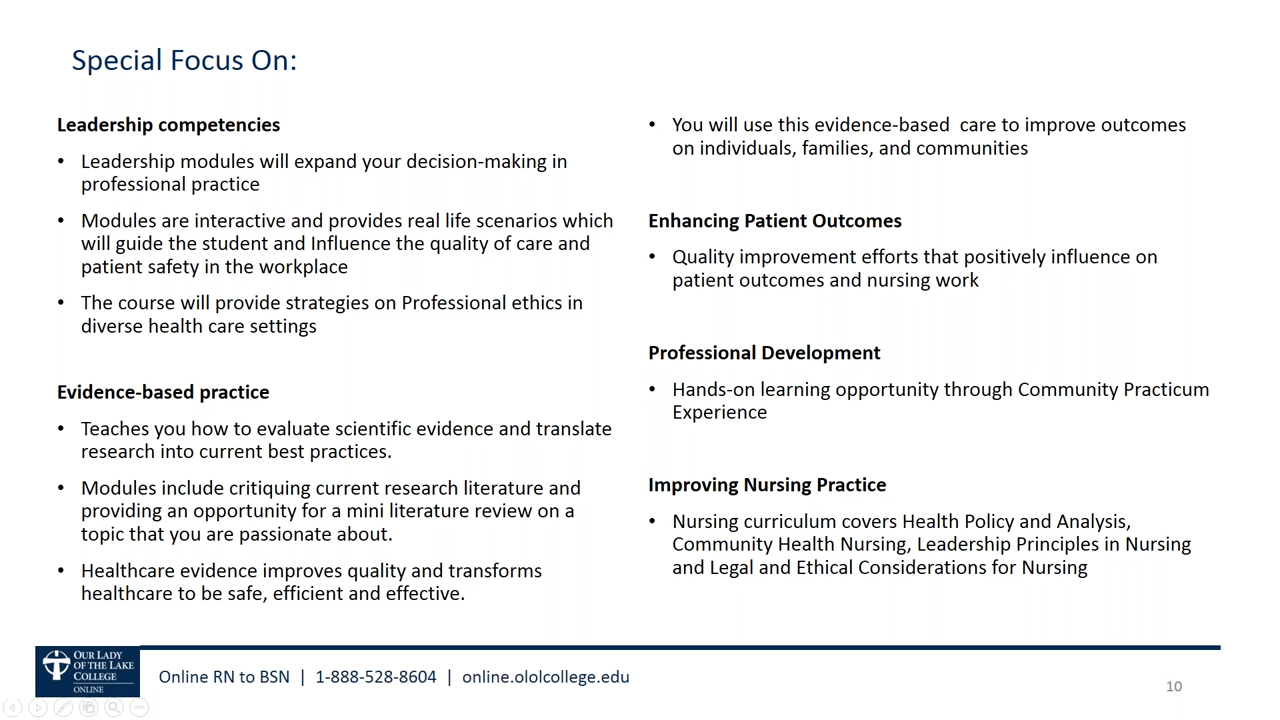 Special Focus On:
Leadership competencies
• Leadership modules will expand your decision-making in
professional practice
• Modules are interactive and provides real life scenarios which
will guide the student and Influence the quality of care and
patient safety in the workplace
• The course will provide strategies on Professional ethics in
diverse health care settings
Evidence-based practice
• Teaches you how to evaluate scientific evidence and translate
research into current best practices.
• Modules include critiquing current research literature and
providing an opportunity for a mini literature review on a
topic that you are passionate about.
• Healthcare evidence improves quality and transforms
healthcare to be safe, efficient and effective.
• You will use this evidence-based  care to improve outcomes
on individuals, families, and communities
Enhancing Patient Outcomes
• Quality improvement efforts that positively influence on
patient outcomes and nursing work
Professional Development
• Hands-on learning opportunity through Community Practicum
Experience
Improving Nursing Practice
• Nursing curriculum covers Health Policy and Analysis,
Community Health Nursing, Leadership Principles in Nursing
and Legal and Ethical Considerations for Nursing
OUR LADY
OF THE LAKE
COLLEGE
ONLINE
Online RN to BSN | 1-888-528-8604 | online.ololcollege.edu
10